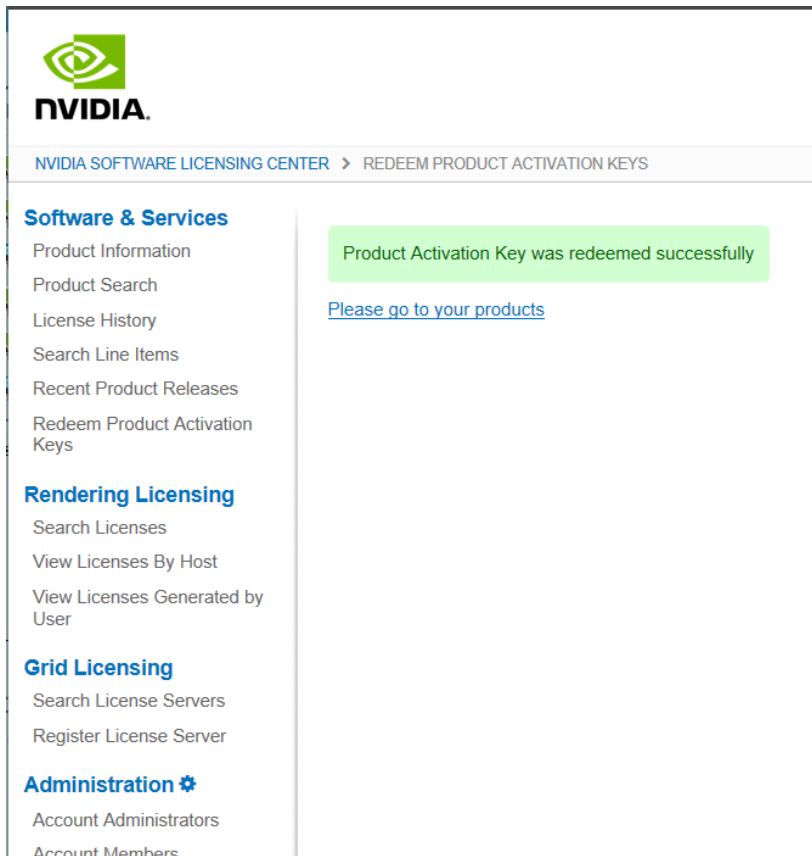 NVIDIA.
NVIDIA SOFTWARE LICENSING CENTER > REDEEM PRODUCT ACTIVATION KEYS
Software & Services
Product Information
Product Search
License History
Search Line Items
Recent Product Releases
Redeem Product Activation
Keys
Rendering Licensing
Search Licenses
View Licenses By Host
View Licenses Generated by
User
Grid Licensing
Search License Servers
Register License Server
Administration
Account Administrators
Account Members
Product Activation Key was redeemed successfully
Please go to your products